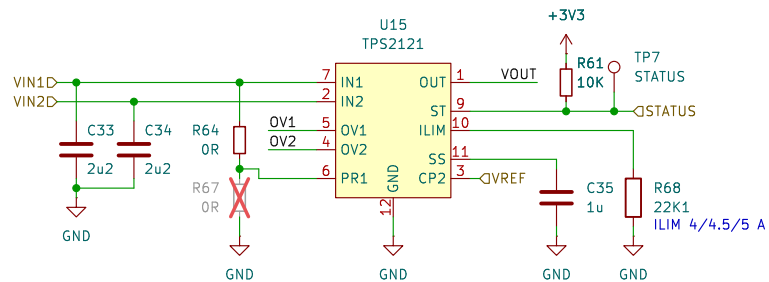 +3V3
U15
TPS2121
VIN1
VIN2
C33
2u2
C34
2u2
R64
0R
R67
0R
OV1
OV2
7
2
5
4
6
IN1
IN2
OV1
OV2
PR1
GND
12
OUT
ST
ILIM
SS
CP2
1
9
10
11
3
VOUT
R61
10K
TP7
STATUS
STATUS
VREF
C35
1u
R68
22K1
ILIM 4/4.5/5 A
GND
GND
GND
GND
GND